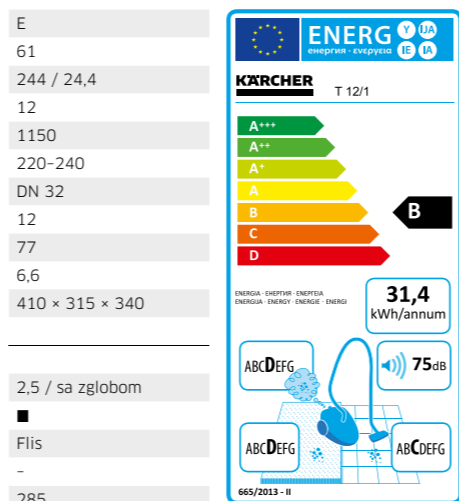 E
61
244 / 24,4
12
1150
220–240
DN 32
12
77
6,6
410 × 315 × 340
2,5 / sa zglobom
■
Flis
–
285
ENERG Y IJA
енергия · ενεργεια IE IA
KÄRCHER
T 12/1
A+++
A++
A+
A
B
C
D
B
ENERGIA · ЕНЕРГИЯ · ΕΝΕΡΓΕΙΑ
ENERGIJA · ENERGY · ENERGIE · ENERGI
31,4
kWh/annum
ABCDEFG
75dB
ABCDEFG
ABCDEFG
665/2013 - II